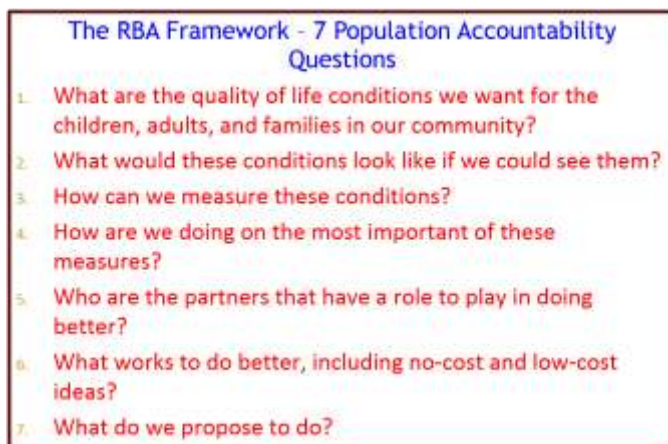 The RBA Framework - 7 Population Accountability
Questions
1. What are the quality of life conditions we want for the
children, adults, and families in our community?
2. What would these conditions look like if we could see them?
3. How can we measure these conditions?
4. How are we doing on the most important of these
measures?
5. Who are the partners that have a role to play in doing
better?
6. What works to do better, including no-cost and low-cost
ideas?
7. What do we propose to do?